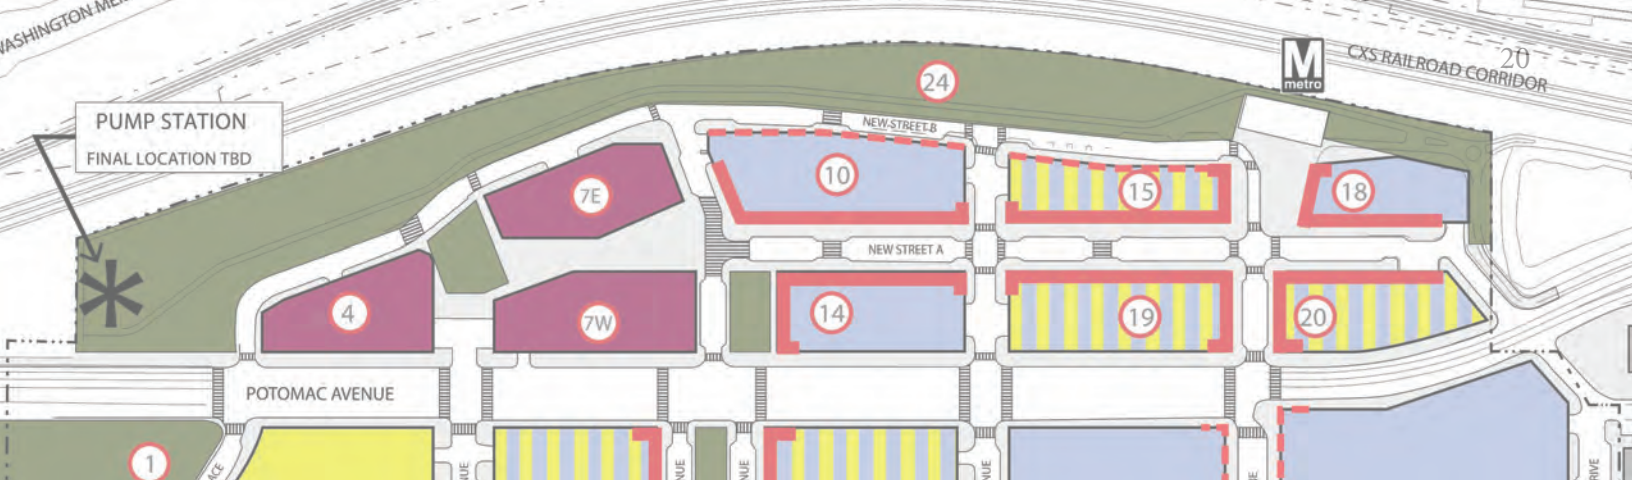 WASHINGTON
20
CXS RAILROAD CORRIDOR
M
metro
24
PUMP STATION
FINAL LOCATION TBD
NEW STREET B
7E
10
15
18
NEW STREET A
4
7W
14
19
20
POTOMAC AVENUE
1